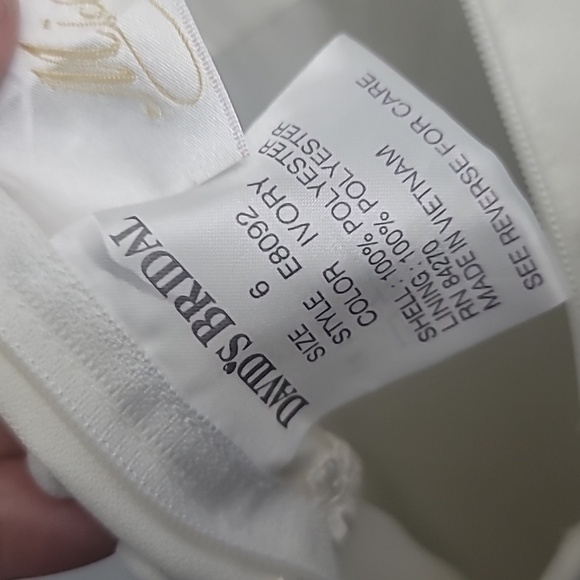 DAVID'S BRIDAL
SIZE 6
STYLE E8092
COLOR IVORY
SHELL: 100% POLYESTER
LINING: 100% POLYESTER
RN 84270
MADE IN VIETNAM
SEE REVERSE FOR CARE